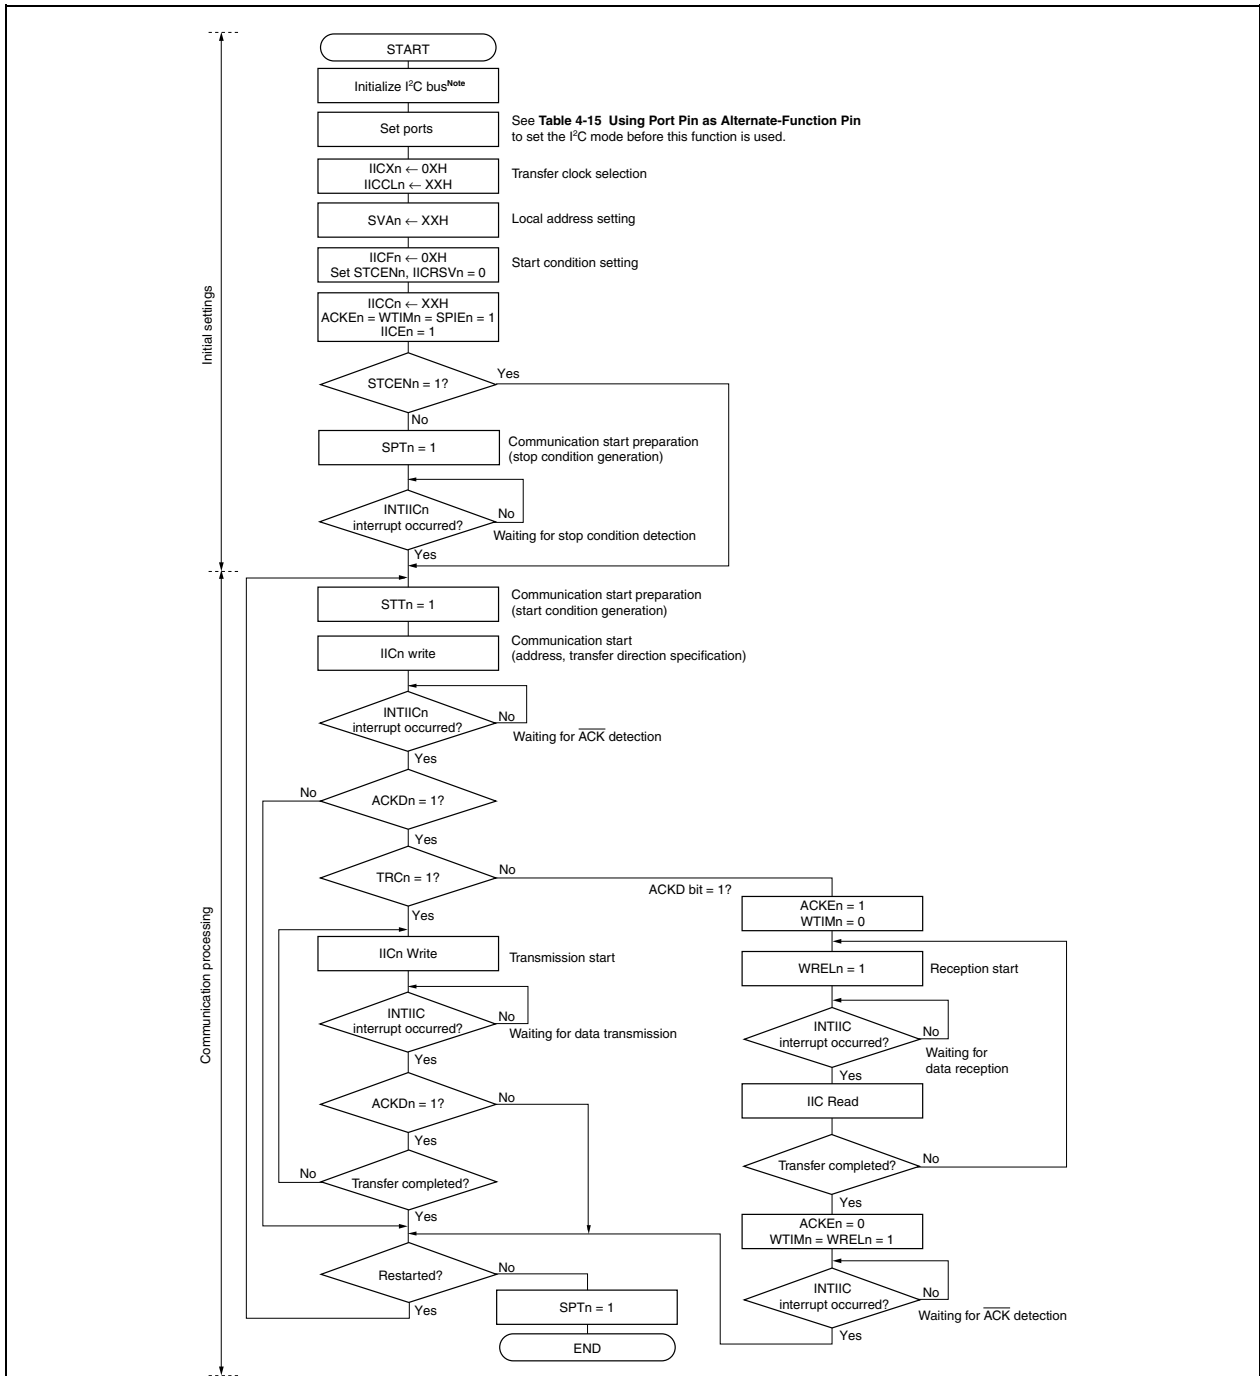 START
Initialize I²C busNote
Set ports
See Table 4-15 Using Port Pin as Alternate-Function Pin
to set the I²C mode before this function is used.
IICXn ← 0XH
IICCLn ← XXH
Transfer clock selection
SVAn ← XXH
Local address setting
IICFn ← 0XH
Set STCENn, IICRSVn = 0
Start condition setting
IICCn ← XXH
ACKEn = WTIMn = SPIEn = 1
IICEn = 1
Initial settings
STCENn = 1?
Yes
No
SPTn = 1
Communication start preparation
(stop condition generation)
INTIICn
interrupt occurred?
No
Waiting for stop condition detection
Yes
STTn = 1
Communication start preparation
(start condition generation)
IICn write
Communication start
(address, transfer direction specification)
INTIICn
interrupt occurred?
No
Waiting for ACK detection
Yes
No
ACKDn = 1?
Yes
TRCn = 1?
No
ACKD bit = 1?
Yes
Communication processing
IICn Write
Transmission start
INTIIC
interrupt occurred?
No
Waiting for data transmission
Yes
ACKDn = 1?
No
Yes
No
Transfer completed?
Yes
ACKEn = 1
WTIMn = 0
WRELn = 1
Reception start
INTIIC
interrupt occurred?
No
Waiting for
data reception
Yes
IIC Read
Transfer completed?
No
Yes
ACKEn = 0
WTIMn = WRELn = 1
INTIIC
interrupt occurred?
No
Waiting for ACK detection
Yes
Restarted?
No
Yes
SPTn = 1
END